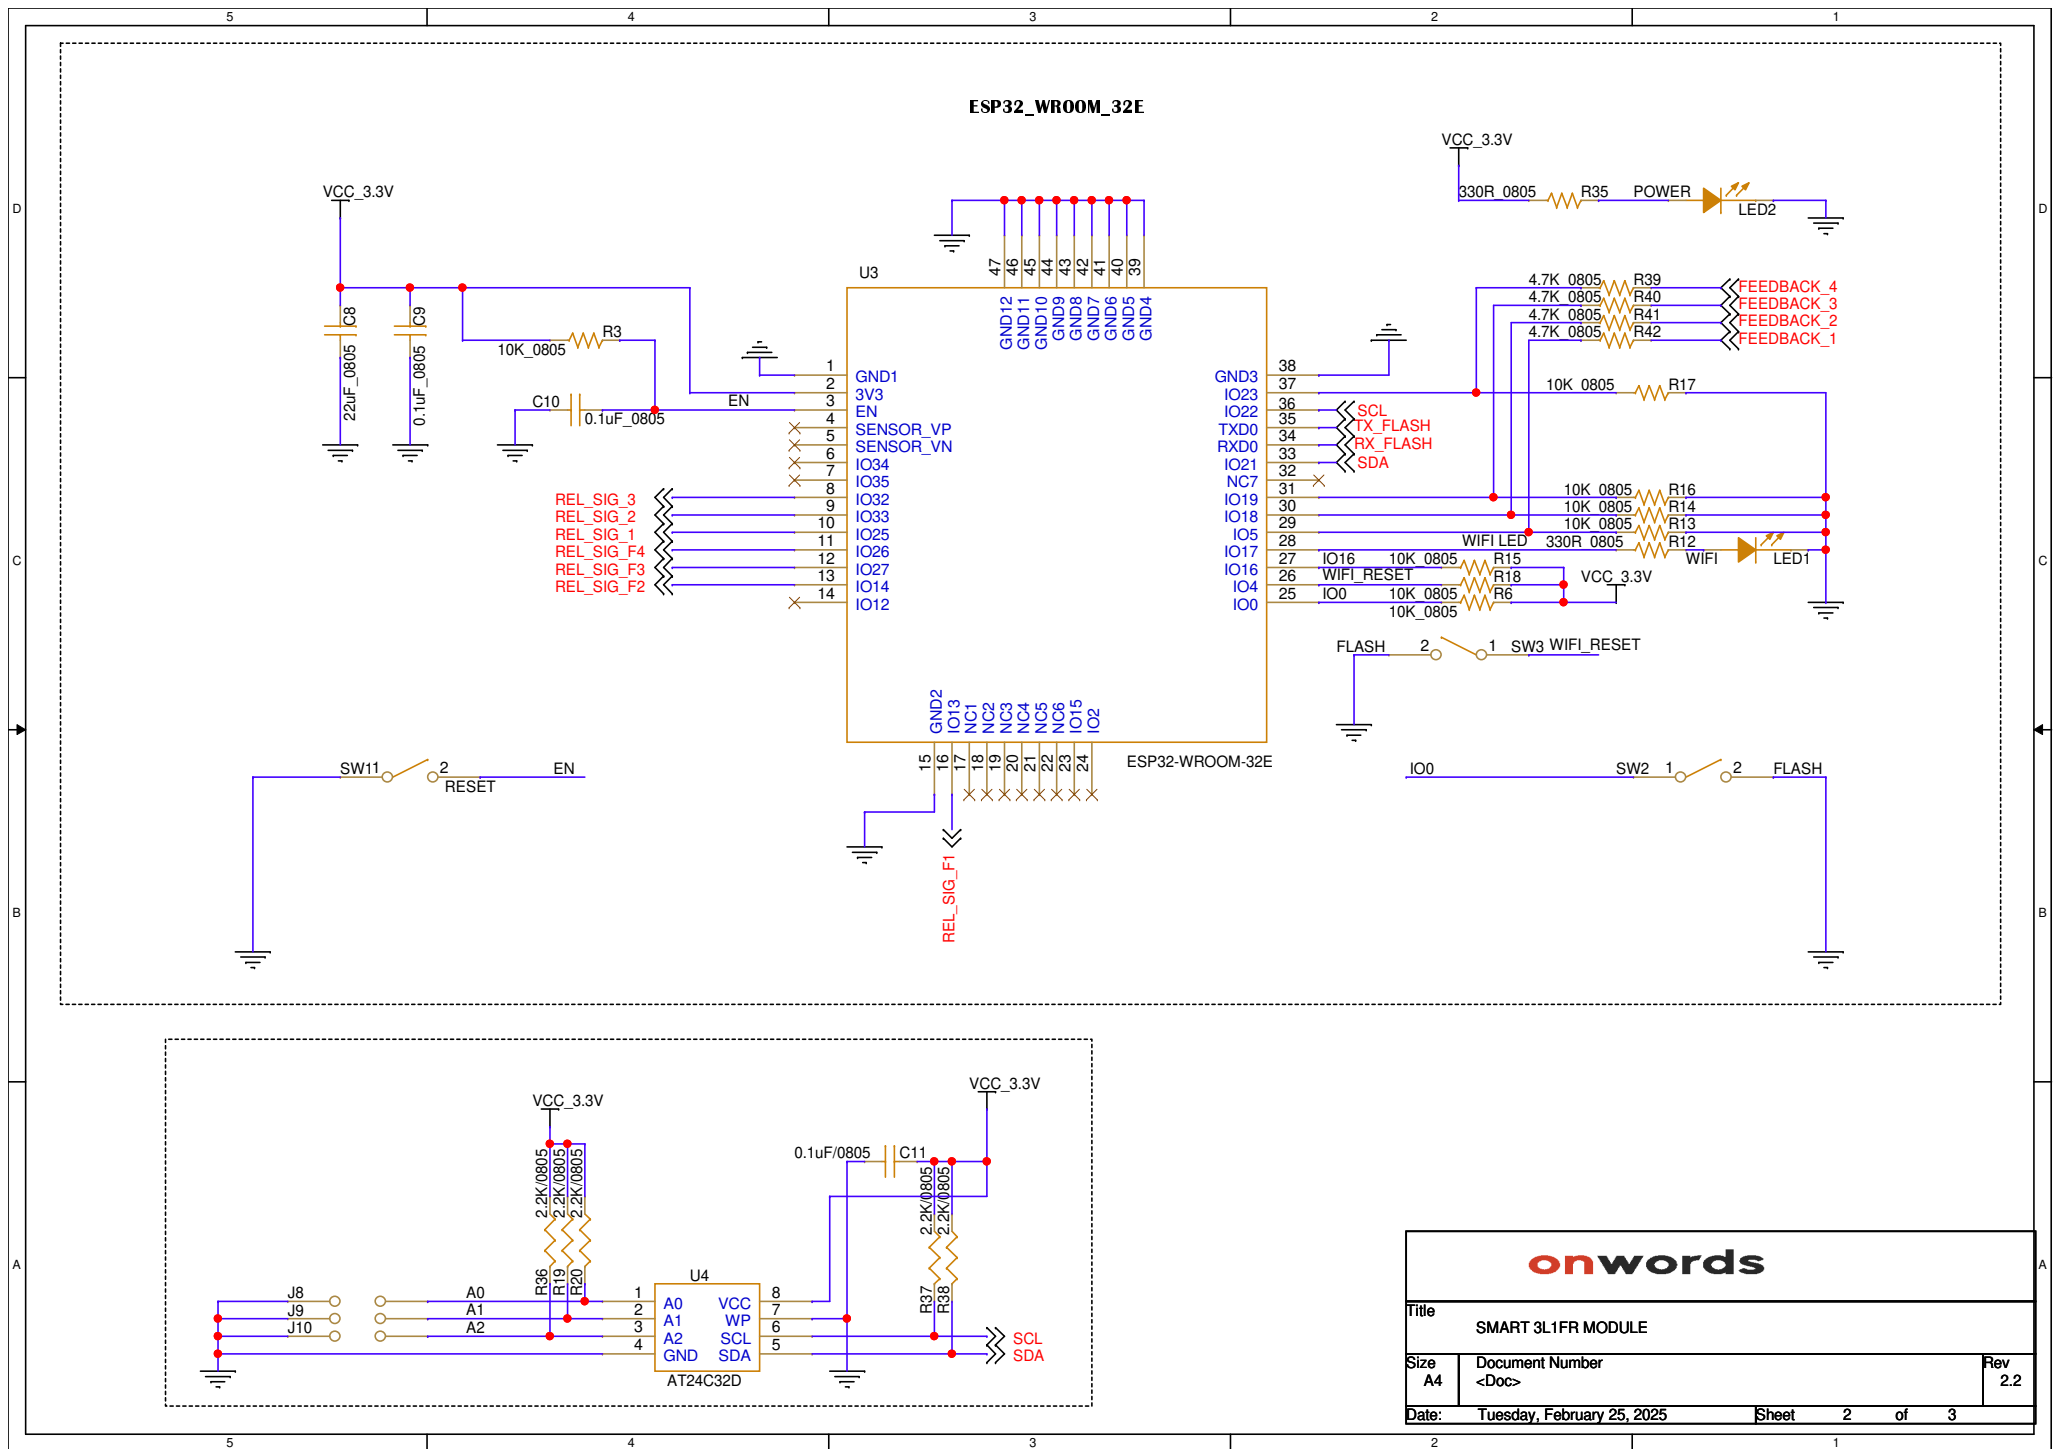 5 4 3 2 1
ESP32_WROOM_32E
VCC_3.3V
330R_0805 R35 POWER LED2
D D
VCC_3.3V
47 46 45 44 43 42 41 40 39
U3
GND12 GND11 GND10 GND9 GND8 GND7 GND6 GND5 GND4
C8 22uF_0805
C9 0.1uF_0805
R3
10K_0805
C10 0.1uF_0805
EN
4.7K_0805 R39 FEEDBACK_4
4.7K_0805 R40 FEEDBACK_3
4.7K_0805 R41 FEEDBACK_2
4.7K_0805 R42 FEEDBACK_1
1 GND1
2 3V3
3 EN
4 SENSOR_VP
5 SENSOR_VN
6 IO34
7 IO35
REL_SIG_3 8 IO32
REL_SIG_2 9 IO33
REL_SIG_1 10 IO25
REL_SIG_F4 11 IO26
REL_SIG_F3 12 IO27
REL_SIG_F2 13 IO14
14 IO12
GND3 38
IO23 37 10K_0805 R17
IO22 36 SCL
TXD0 35 TX_FLASH
RXD0 34 RX_FLASH
IO21 33 SDA
NC7 32
IO19 31 10K_0805 R16
IO18 30 10K_0805 R14
IO5 29 10K_0805 R13
IO17 28 WIFI LED 330R_0805 R12 WIFI LED1
IO16 27 IO16 10K_0805 R15
IO4 26 WIFI_RESET R18 VCC_3.3V
IO0 25 IO0 10K_0805 R6
10K_0805
C C
FLASH 2 1 SW3 WIFI_RESET
GND2 IO13 NC1 NC2 NC3 NC4 NC5 NC6 IO15 IO2
15 16 17 18 19 20 21 22 23 24
ESP32-WROOM-32E
SW11 2 EN
RESET
IO0 SW2 1 2 FLASH
REL_SIG_F1
B B
VCC_3.3V
VCC_3.3V
2.2K/0805 2.2K/0805 2.2K/0805
R36 R19 R20
0.1uF/0805 C11
2.2K/0805 2.2K/0805
R37 R38
U4
J8 A0 1 A0 VCC 8
J9 A1 2 A1 WP 7
J10 A2 3 A2 SCL 6 SCL
4 GND SDA 5 SDA
AT24C32D
A A
onwords
Title
SMART 3L1FR MODULE
Size Document Number Rev
A4 <Doc> 2.2
Date: Tuesday, February 25, 2025 Sheet 2 of 3
5 4 3 2 1